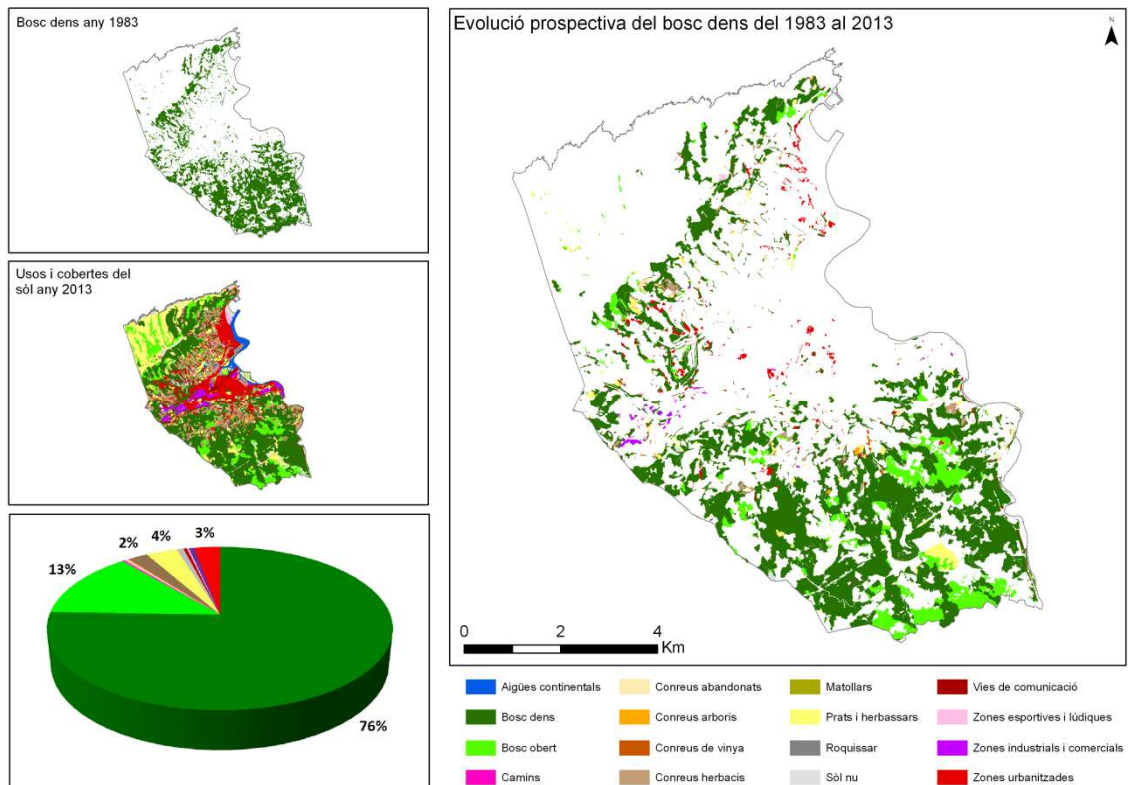 Bosc dens any 1983
Usos i cobertes del
sòl any 2013
2%
4%
3%
13%
76%
Evolució prospectiva del bosc dens del 1983 al 2013
N
0
2
4
Km
Aigües continentals
Bosc dens
Bosc obert
Camins
Conreus abandonats
Conreus arboris
Conreus de vinya
Conreus herbacis
Matollars
Prats i herbassars
Roquissar
Sòl nu
Vies de comunicació
Zones esportives i lúdiques
Zones industrials i comercials
Zones urbanitzades